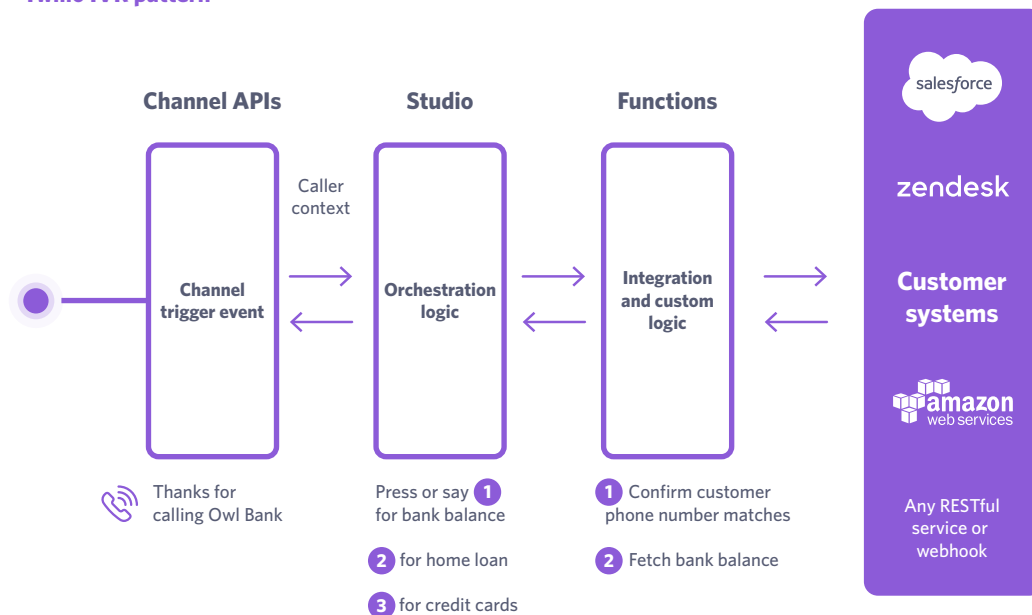 Channel APIs
Studio
Functions
Caller
context
Channel
trigger event
Orchestration
logic
Integration
and custom
logic
Thanks for
calling Owl Bank
Press or say 1
for bank balance
2 for home loan
3 for credit cards
1 Confirm customer
phone number matches
2 Fetch bank balance
salesforce
zendesk
Customer
systems
amazon
web services
Any RESTful
service or
webhook